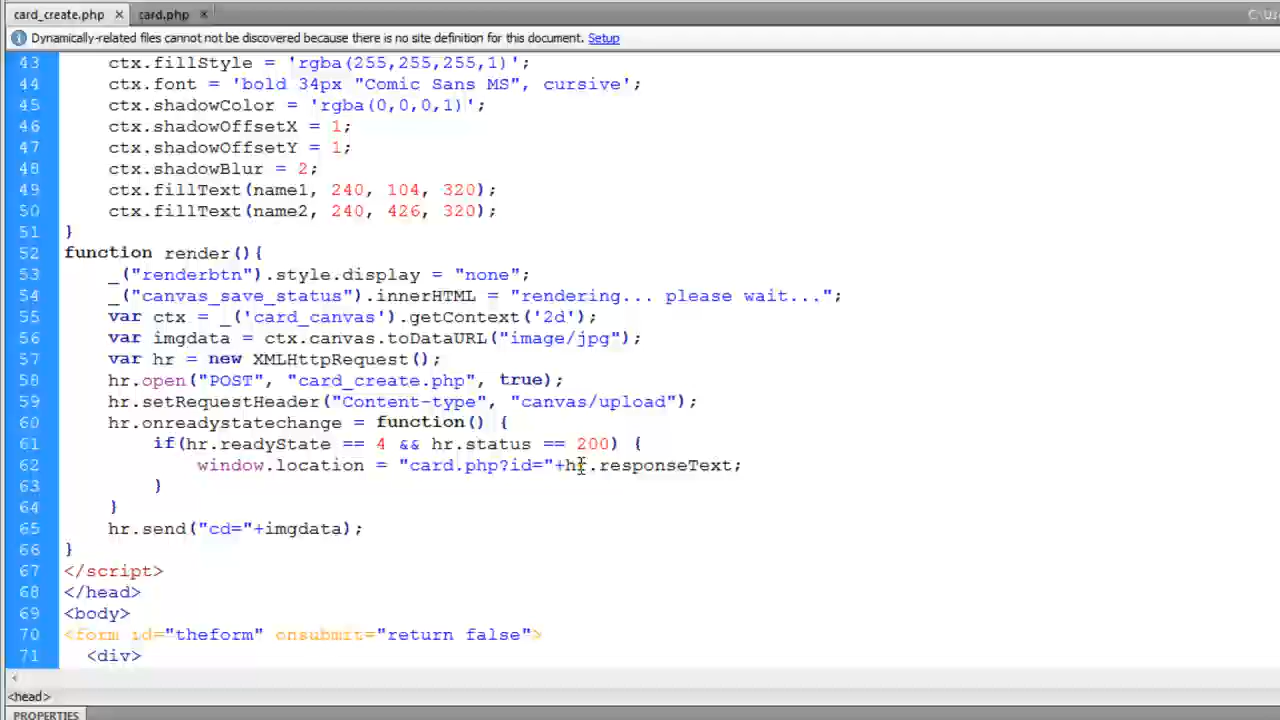 card_create.php × card.php ×
Dynamically-related files cannot not be discovered because there is no site definition for this document. Setup
43 ctx.fillStyle = 'rgba(255,255,255,1)';
44 ctx.font = 'bold 34px "Comic Sans MS", cursive';
45 ctx.shadowColor = 'rgba(0,0,0,1)';
46 ctx.shadowOffsetX = 1;
47 ctx.shadowOffsetY = 1;
48 ctx.shadowBlur = 2;
49 ctx.fillText(name1, 240, 104, 320);
50 ctx.fillText(name2, 240, 426, 320);
51 }
52 function render(){
53 _("renderbtn").style.display = "none";
54 _("canvas_save_status").innerHTML = "rendering... please wait...";
55 var ctx = _('card_canvas').getContext('2d');
56 var imgdata = ctx.canvas.toDataURL("image/jpg");
57 var hr = new XMLHttpRequest();
58 hr.open("POST", "card_create.php", true);
59 hr.setRequestHeader("Content-type", "canvas/upload");
60 hr.onreadystatechange = function() {
61 if(hr.readyState == 4 && hr.status == 200) {
62 window.location = "card.php?id="+hr.responseText;
63 }
64 }
65 hr.send("cd="+imgdata);
66 }
67 </script>
68 </head>
69 <body>
70 <form id="theform" onsubmit="return false">
71 <div>
<head>
PROPERTIES